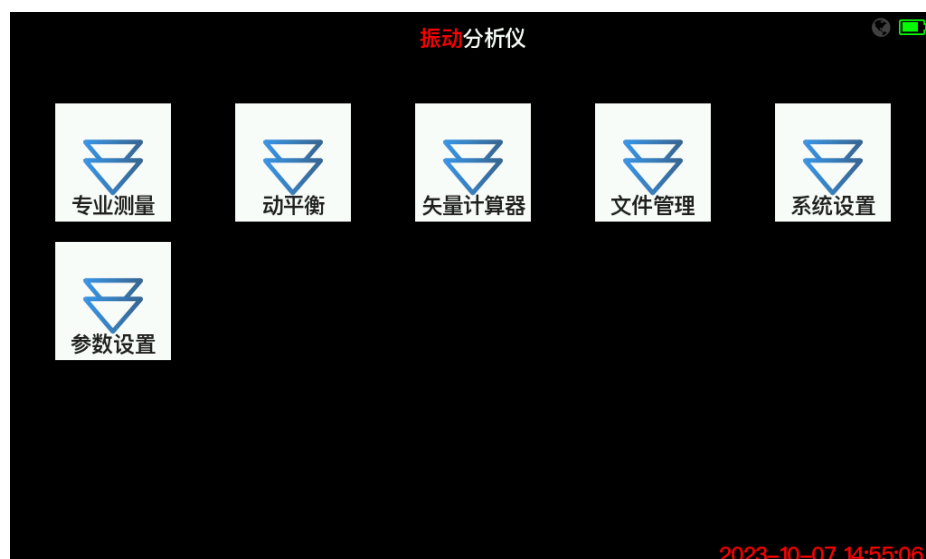 振动分析仪
专业测量
动平衡
矢量计算器
文件管理
系统设置
参数设置
2023-10-07 14:55:06